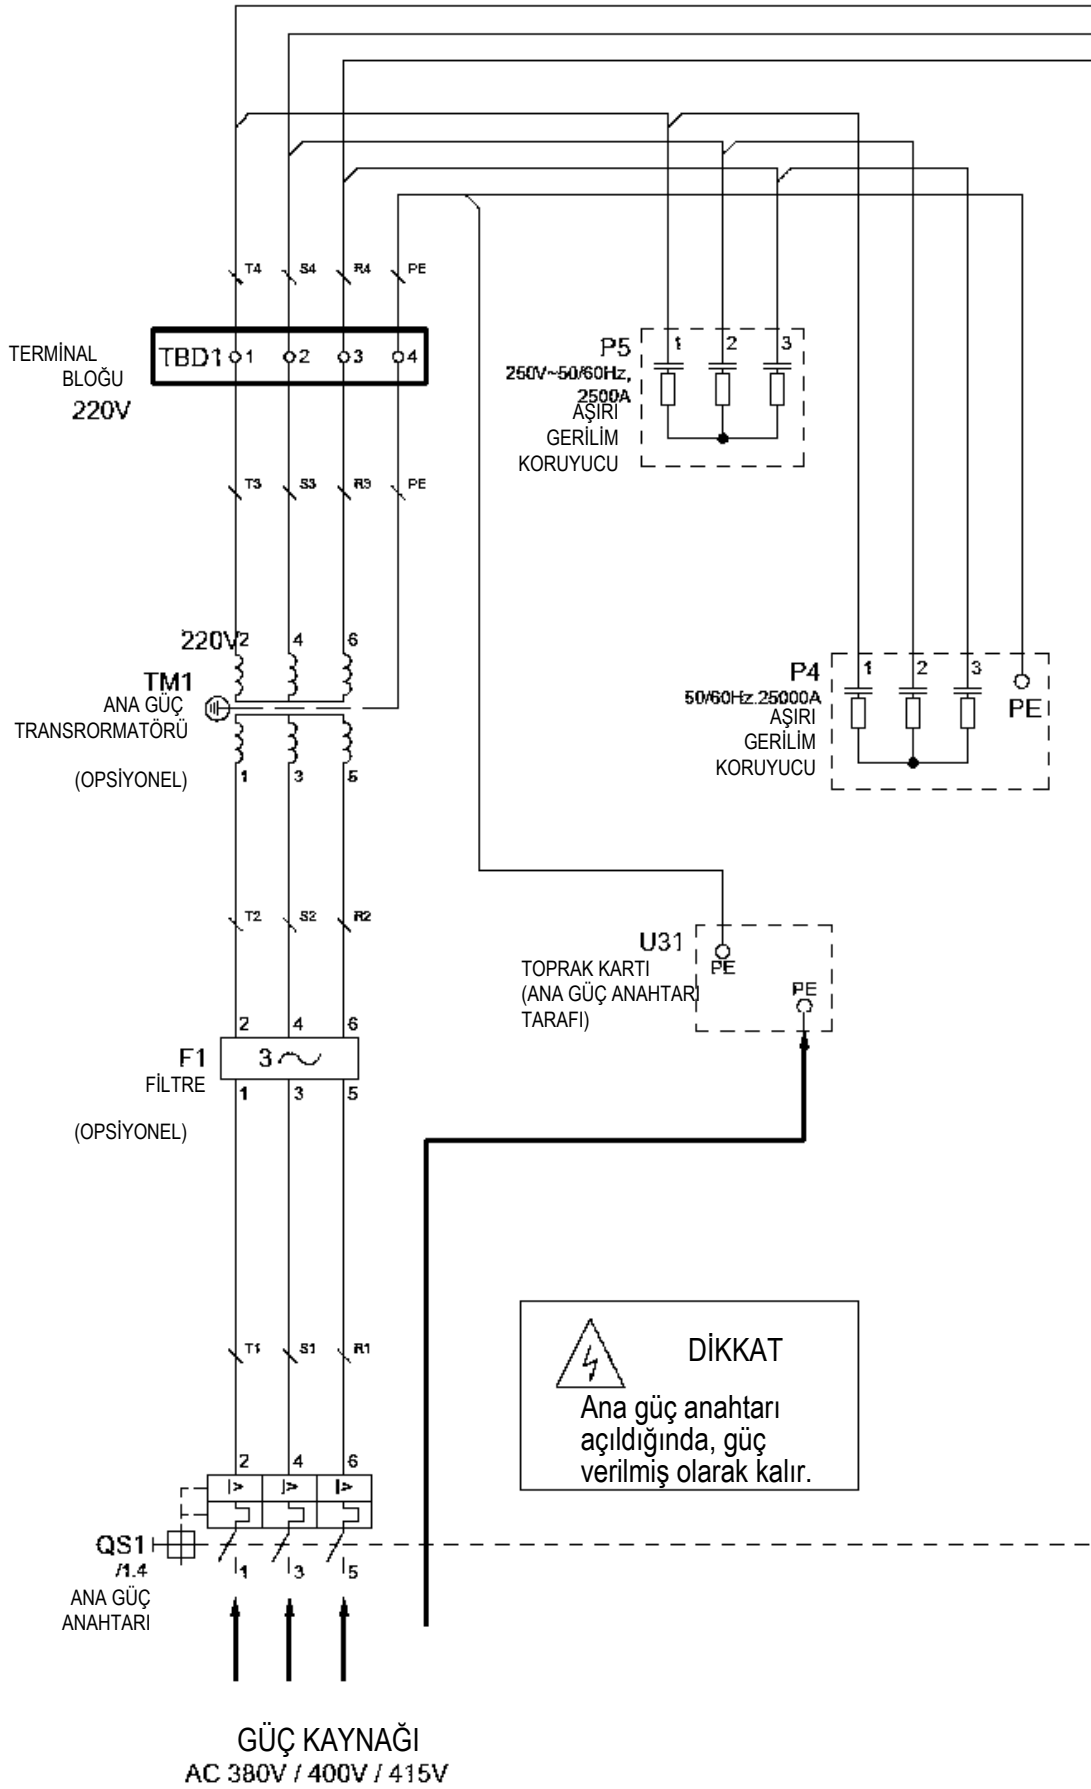 T4 S4 R4 PE
TERMİNAL
BLOĞU
220V
TBD1 1 2 3 4
P5
250V~50/60Hz,
2500A
AŞIRI
GERİLİM
KORUYUCU
1 2 3
T3 S3 R3 PE
220V
2 4 6
TM1
ANA GÜÇ
TRANSRORMATÖRÜ
(OPSİYONEL)
1 3 5
P4
50/60Hz.25000A
AŞIRI
GERİLİM
KORUYUCU
1 2 3
PE
T2 S2 R2
U31
TOPRAK KARTI
(ANA GÜÇ ANAHTARI
TARAFI)
PE
PE
2 4 6
F1
FİLTRE
3
(OPSİYONEL)
1 3 5
T1 S1 R1
DİKKAT
Ana güç anahtarı
açıldığında, güç
verilmiş olarak kalır.
2 4 6
I> I> I>
QS1
/1.4
ANA GÜÇ
ANAHTARI
1 3 5
GÜÇ KAYNAĞI
AC 380V / 400V / 415V